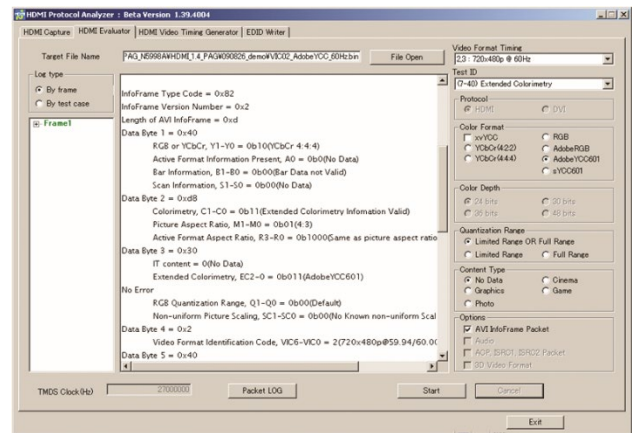 HDMI Protocol Analyzer : Beta Version 1.39.4004
HDMI Capture HDMI Evaluator HDMI Video Timing Generator EDID Writer
Target File Name PAG_N5998A¥HDMI_1.4_PAG¥090826_demo¥VIC02_AdobeYCC_60Hz.bin File Open
Log type
By frame
By test case
Frame1
InfoFrame Type Code = 0x82
InfoFrame Version Number = 0x2
Length of AVI InfoFrame = 0xd
Data Byte 1 = 0x40
RGB or YCbCr, Y1-Y0 = 0b10(YCbCr 4:4:4)
Active Format Information Present, A0 = 0b0(No Data)
Bar Information, B1-B0 = 0b00(Bar Data not Valid)
Scan Information, S1-S0 = 0b00(No Data)
Data Byte 2 = 0xd8
Colorimetry, C1-C0 = 0b11(Extended Colorimetry Infomation Valid)
Picture Aspect Ratio, M1-M0 = 0b01(4:3)
Active Format Aspect Ratio, R3-R0 = 0b1000(Same as picture aspect ratio
Data Byte 3 = 0x30
IT content = 0(No Data)
Extended Colorimetry, EC2-0 = 0b011(AdobeYCC601)
No Error
RGB Quantization Range, Q1-Q0 = 0b00(Default)
Non-uniform Picture Scaling, SC1-SC0 = 0b00(No Known non-uniform Scal
Data Byte 4 = 0x2
Video Format Identification Code, VIC6-VIC0 = 2(720x480p@59.94/60.00
Data Byte 5 = 0x40
Video Format Timing
2,3 : 720x480p @ 60Hz
Test ID
(7-40) Extended Colorimetry
Protocol
HDMI DVI
Color Format
xvYCC RGB
YCbCr(4:2:2) AdobeRGB
YCbCr(4:4:4) AdobeYCC601
sYCC601
Color Depth
24 bits 30 bits
36 bits 48 bits
Quantization Range
Limited Range OR Full Range
Limited Range Full Range
Content Type
No Data Cinema
Graphics Game
Photo
Options
AVI InfoFrame Packet
Audio
ACP, ISRC1, ISRC2 Packet
3D Video Format
TMDS Clock(Hz) 27000000 Packet LOG Start Cancel
Exit